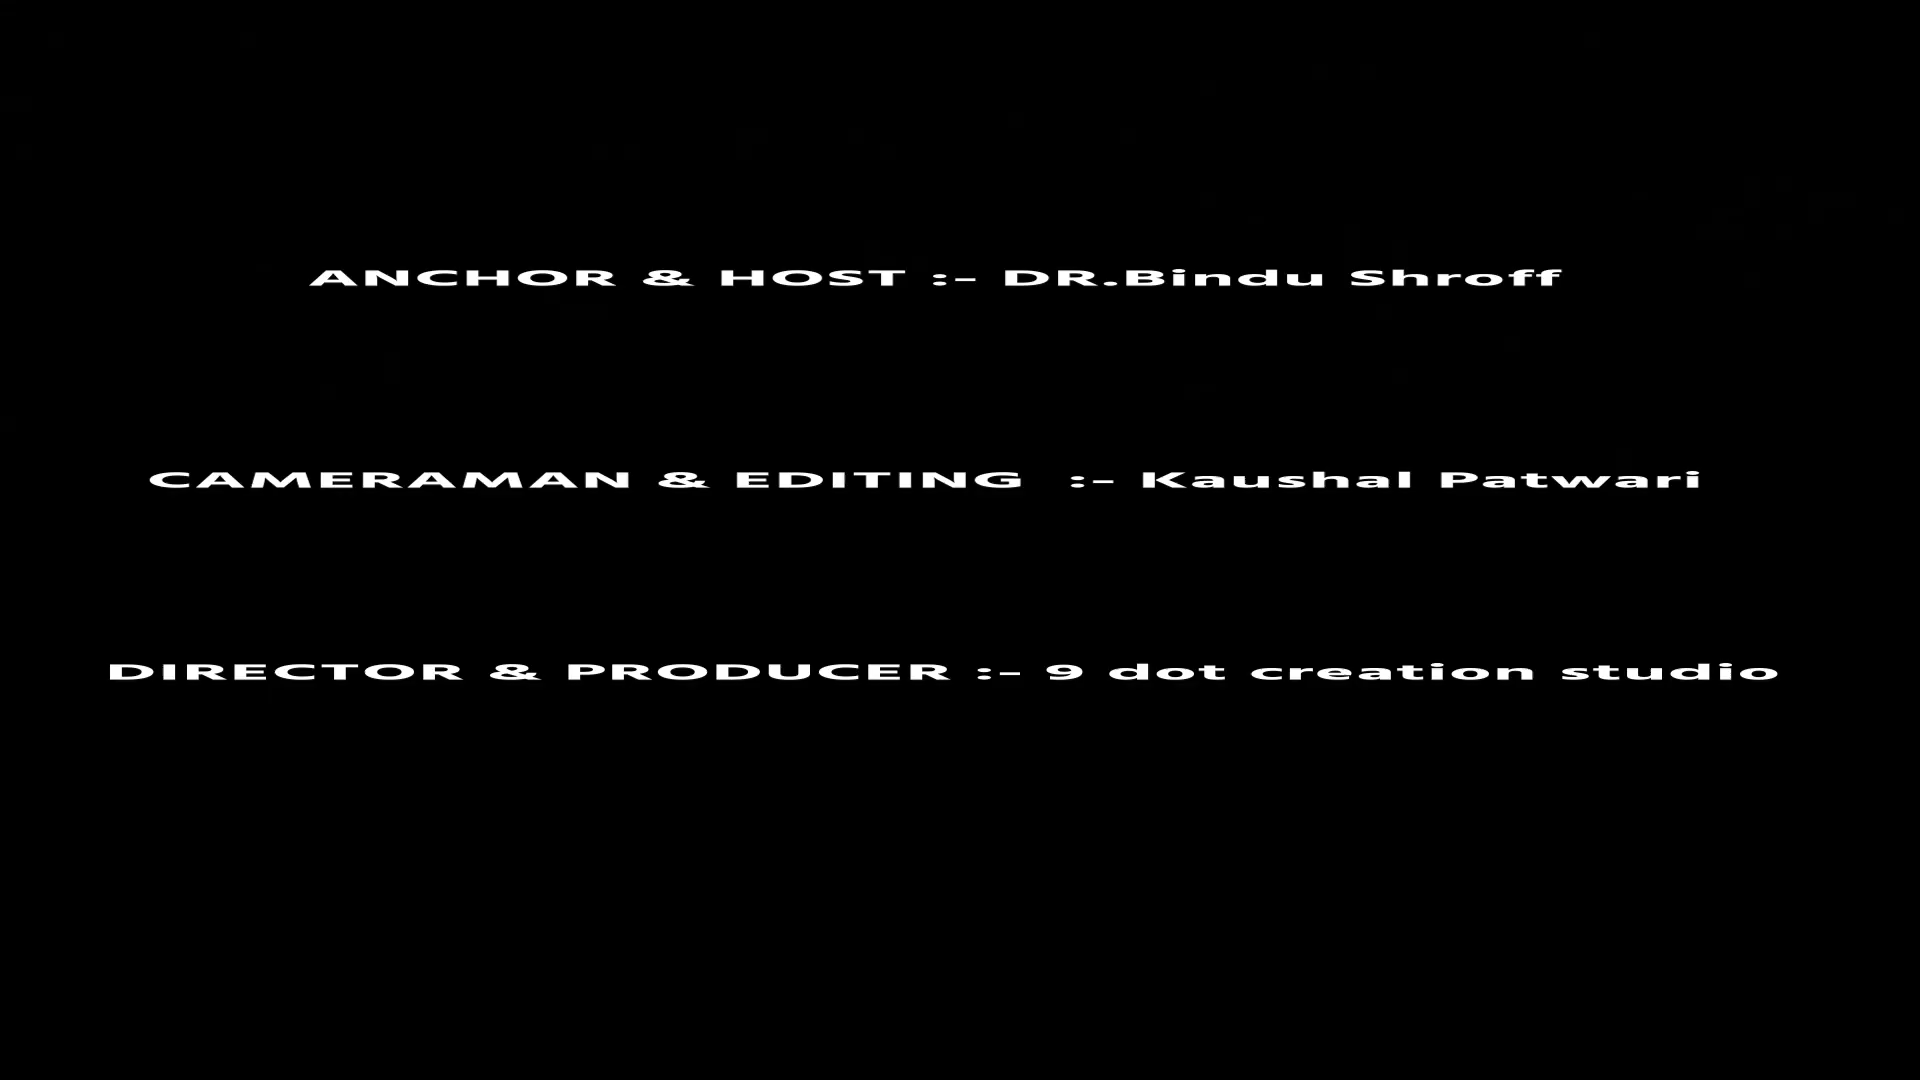 ANCHOR & HOST :- DR.Bindu Shroff
CAMERAMAN & EDITING :- Kaushal Patwari
DIRECTOR & PRODUCER :- 9 dot creation studio